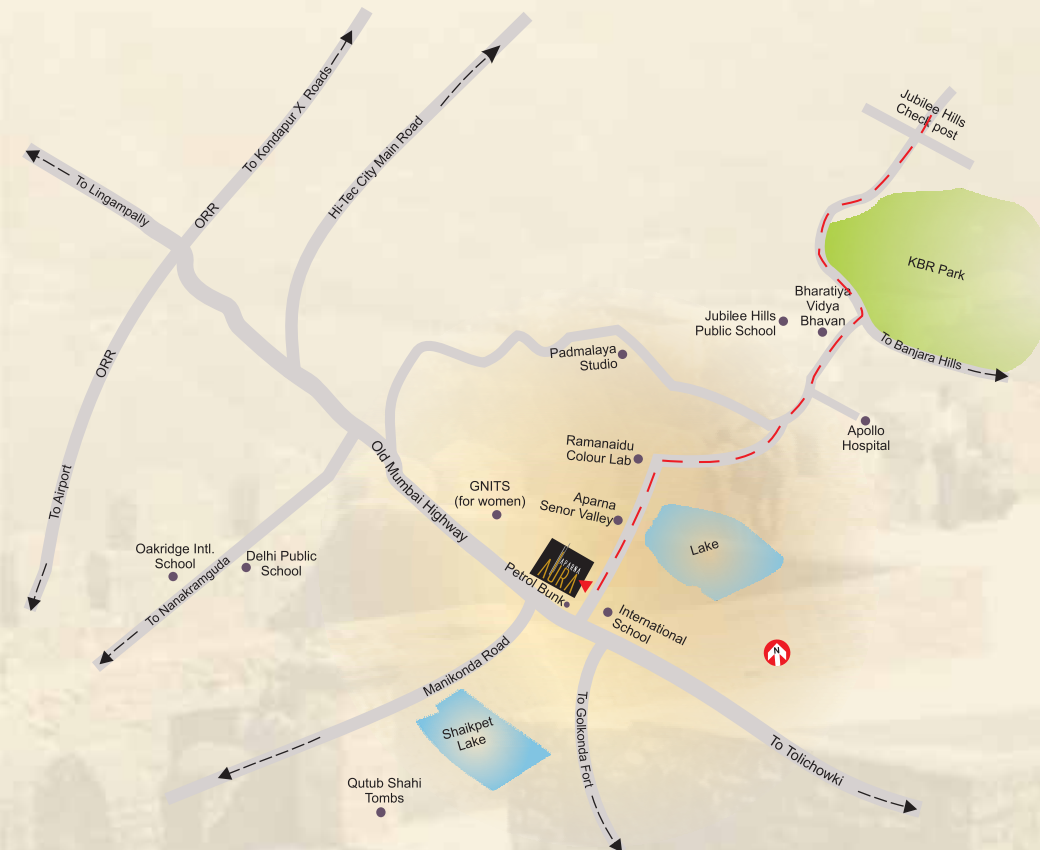 To Kondapur X Roads
Hi-Tec City Main Road
Jubilee Hills
Check post
To Lingampally
ORR
KBR Park
Bharatiya
Vidya
Bhavan
Jubilee Hills
Public School
To Banjara Hills
Padmalaya
Studio
ORR
Apollo
Hospital
Ramanaidu
Colour Lab
Old Mumbai Highway
To Airport
GNITS
(for women)
Aparna
Senor Valley
Lake
Oakridge Intl.
School
Delhi Public
School
APARNA
AURA
Petrol Bunk
To Nanakramguda
International
School
N
Manikonda Road
Shaikpet
Lake
To Golkonda Fort
To Tolichowki
Qutub Shahi
Tombs